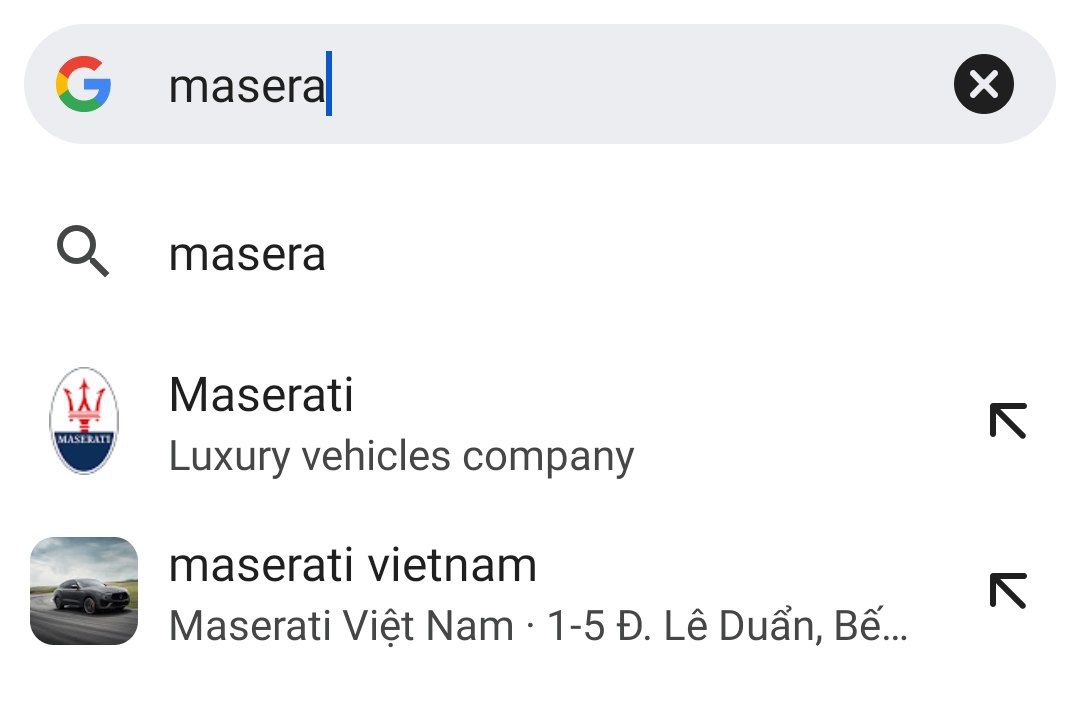 masera
masera
MASERATI
Maserati
Luxury vehicles company
maserati vietnam
Maserati Việt Nam · 1-5 Đ. Lê Duẩn, Bế...